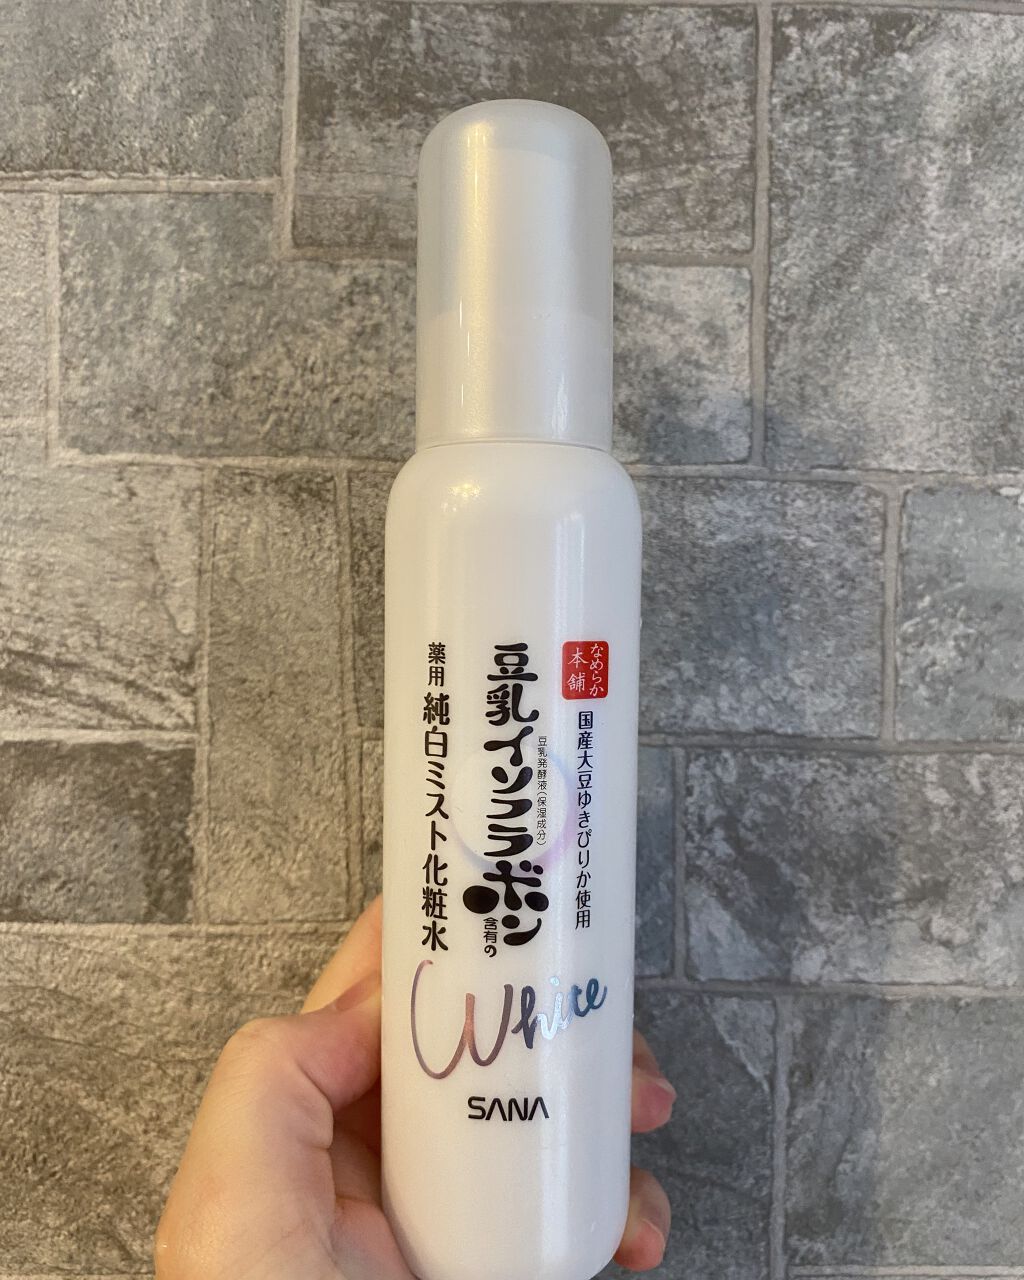 なめらか
本舗
国産大豆ゆきぴりか使用
豆乳発酵液(保湿成分)
豆乳イソフラボン含有の
薬用 純白ミスト化粧水
White
SANA